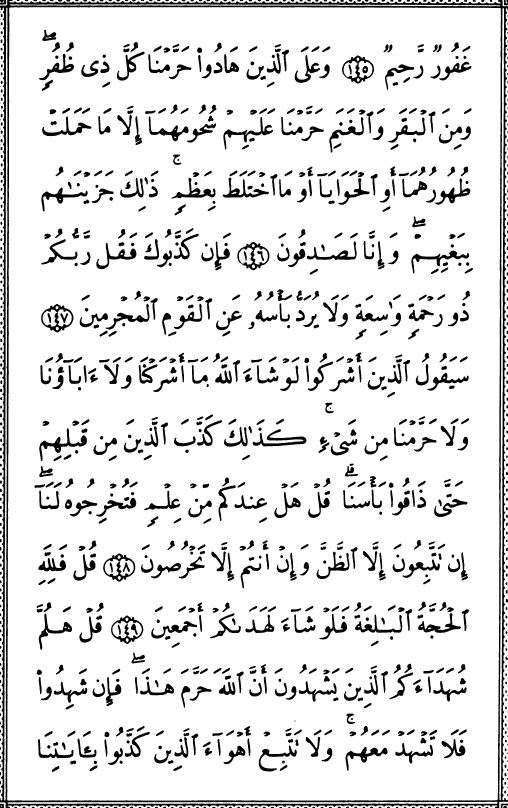 غَفُورٌ رَّحِيمٌ ١٤٥ وَعَلَى ٱلَّذِينَ هَادُوا۟ حَرَّمْنَا كُلَّ ذِى ظُفُرٍۖ
وَمِنَ ٱلْبَقَرِ وَٱلْغَنَمِ حَرَّمْنَا عَلَيْهِمْ شُحُومَهُمَآ إِلَّا مَا حَمَلَتْ
ظُهُورُهُمَآ أَوِ ٱلْحَوَايَآ أَوْ مَا ٱخْتَلَطَ بِعَظْمٍۚ ذَٰلِكَ جَزَيْنَـٰهُم
بِبَغْيِهِمْۖ وَإِنَّا لَصَـٰدِقُونَ ١٤٦ فَإِن كَذَّبُوكَ فَقُل رَّبُّكُمْ
ذُو رَحْمَةٍ وَٰسِعَةٍ وَلَا يُرَدُّ بَأْسُهُۥ عَنِ ٱلْقَوْمِ ٱلْمُجْرِمِينَ ١٤٧
سَيَقُولُ ٱلَّذِينَ أَشْرَكُوا۟ لَوْ شَآءَ ٱللَّهُ مَآ أَشْرَكْنَا وَلَآ ءَابَآؤُنَا
وَلَا حَرَّمْنَا مِن شَىْءٍۚ كَذَٰلِكَ كَذَّبَ ٱلَّذِينَ مِن قَبْلِهِمْ
حَتَّىٰ ذَاقُوا۟ بَأْسَنَاۗ قُلْ هَلْ عِندَكُم مِّنْ عِلْمٍ فَتُخْرِجُوهُ لَنَآۖ
إِن تَتَّبِعُونَ إِلَّا ٱلظَّنَّ وَإِنْ أَنتُمْ إِلَّا تَخْرُصُونَ ١٤٨ قُلْ فَلِلَّهِ
ٱلْحُجَّةُ ٱلْبَـٰلِغَةُ فَلَوْ شَآءَ لَهَدَىٰكُمْ أَجْمَعِينَ ١٤٩ قُلْ هَلُمَّ
شُهَدَآءَكُمُ ٱلَّذِينَ يَشْهَدُونَ أَنَّ ٱللَّهَ حَرَّمَ هَـٰذَاۖ فَإِن شَهِدُوا۟
فَلَا تَشْهَدْ مَعَهُمْۚ وَلَا تَتَّبِعْ أَهْوَآءَ ٱلَّذِينَ كَذَّبُوا۟ بِـَٔايَـٰتِنَا